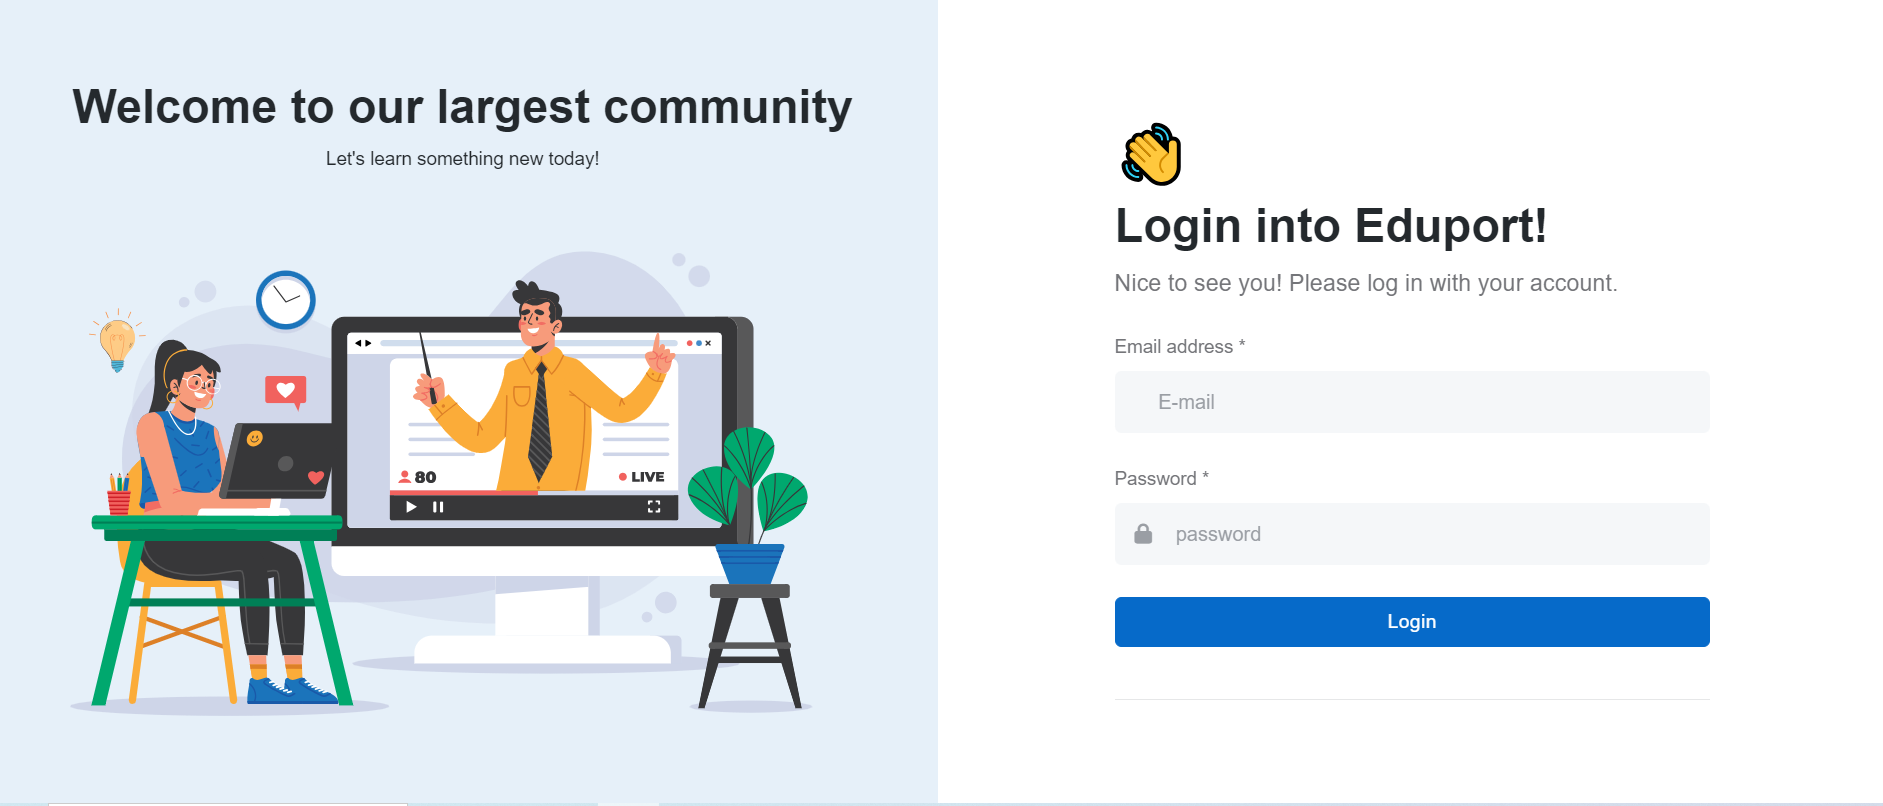 Welcome to our largest community
Let's learn something new today!
80
LIVE
Login into Eduport!
Nice to see you! Please log in with your account.
Email address *
E-mail
Password *
password
Login